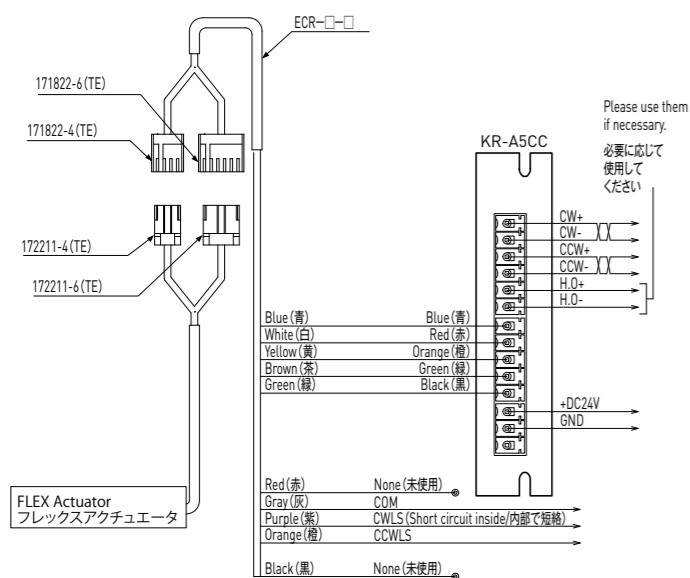 ECR-□-□
171822-6 (TE)
171822-4 (TE)
172211-4 (TE)
172211-6 (TE)
FLEX Actuator
フレックスアクチュエータ
KR-A5CC
Please use them
if necessary.
必要に応じて
使用して
ください
CW+
CW-
CCW+
CCW-
H.O+
H.O-
Blue (青) Blue (青)
White (白) Red (赤)
Yellow (黄) Orange (橙)
Brown (茶) Green (緑)
Green (緑) Black (黒)
+DC24V
GND
Red (赤) None (未使用)
Gray (灰) COM
Purple (紫) CWLS (Short circuit inside/内部で短絡)
Orange (橙) CCWLS
Black (黒) None (未使用)